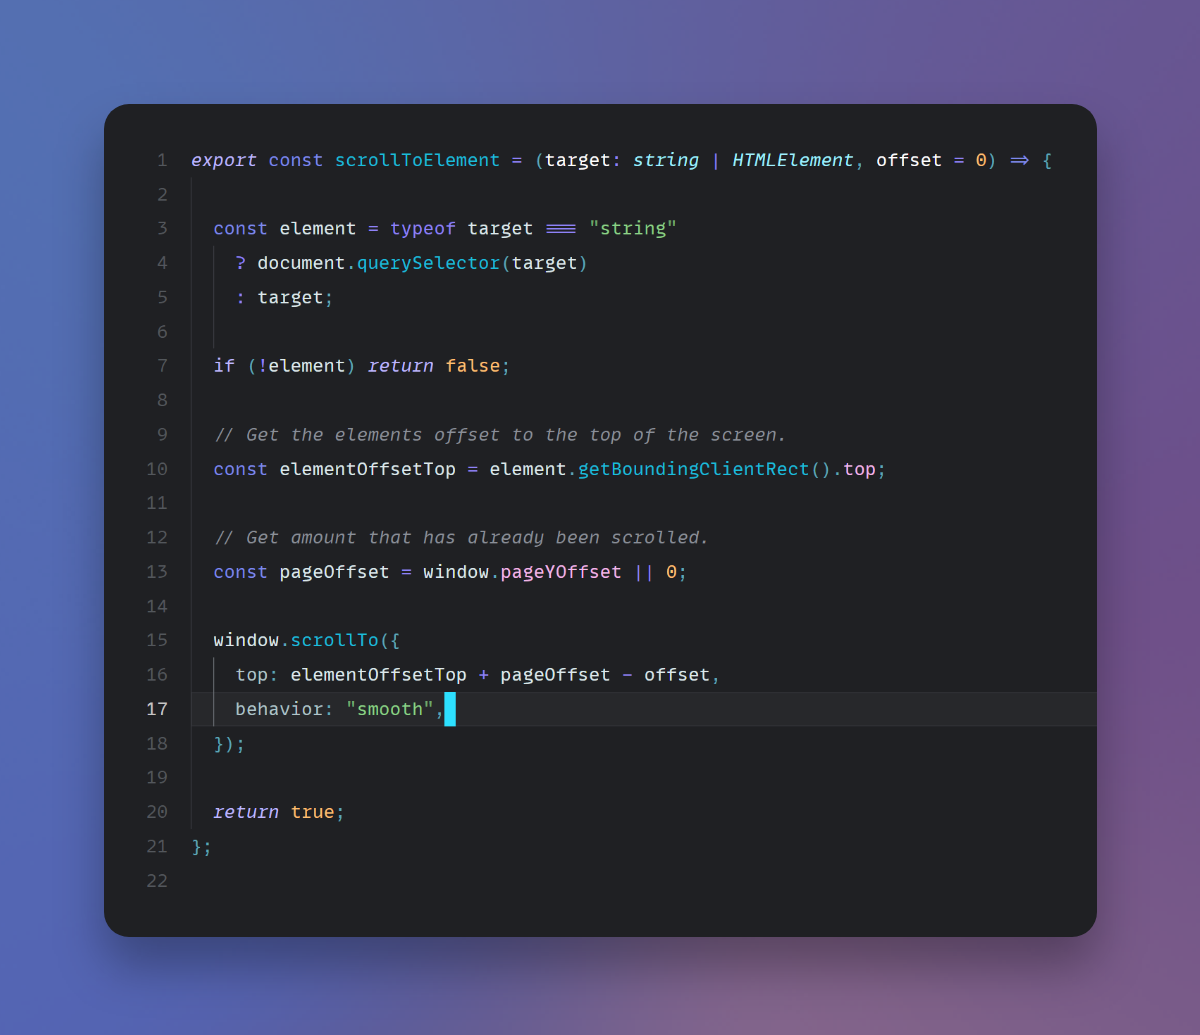 1 export const scrollToElement = (target: string | HTMLElement, offset = 0) => {
2
3   const element = typeof target === "string"
4     ? document.querySelector(target)
5     : target;
6
7   if (!element) return false;
8
9   // Get the elements offset to the top of the screen.
10   const elementOffsetTop = element.getBoundingClientRect().top;
11
12   // Get amount that has already been scrolled.
13   const pageOffset = window.pageYOffset || 0;
14
15   window.scrollTo({
16     top: elementOffsetTop + pageOffset - offset,
17     behavior: "smooth",
18   });
19
20   return true;
21 };
22